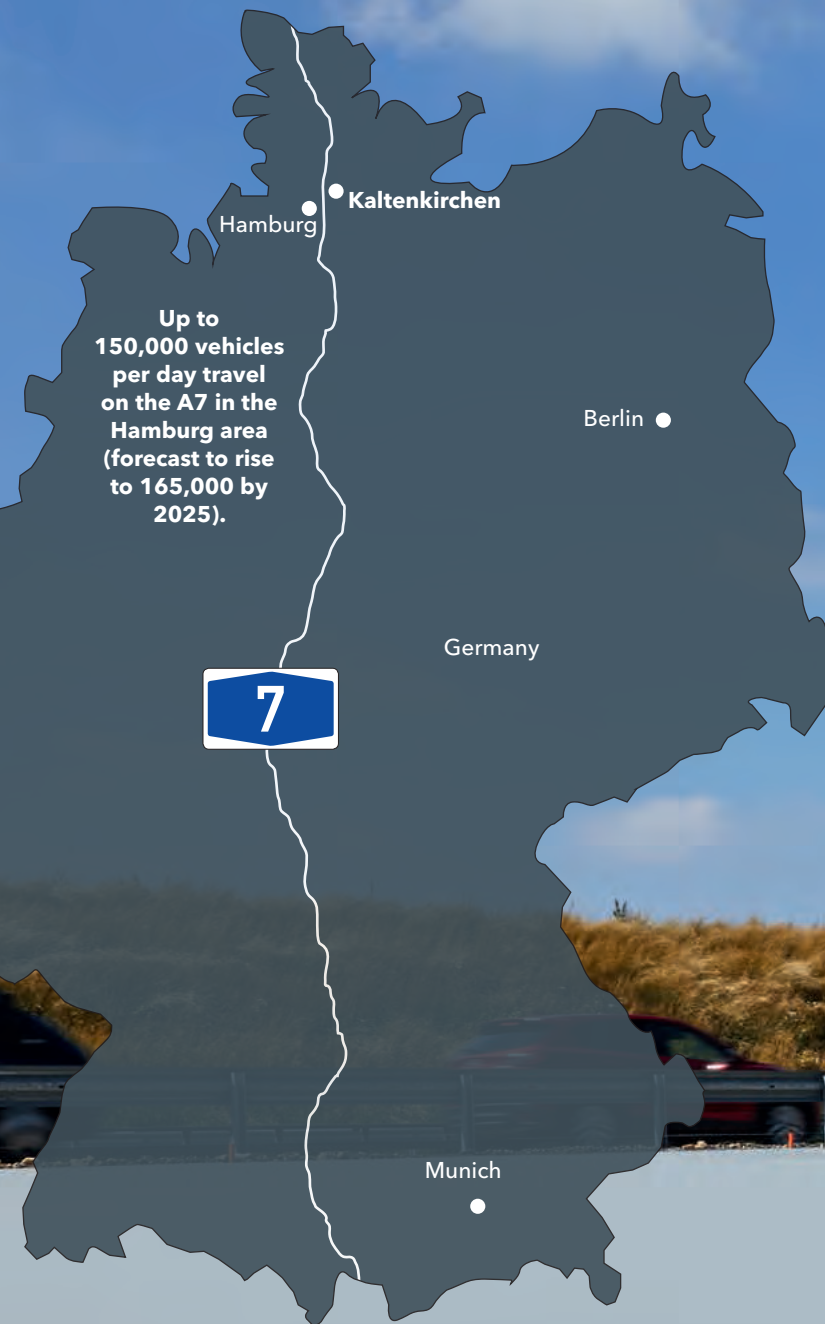 Kaltenkirchen
Hamburg
Up to
150,000 vehicles
per day travel
on the A7 in the
Hamburg area
(forecast to rise
to 165,000 by
2025).
Berlin
Germany
7
Munich